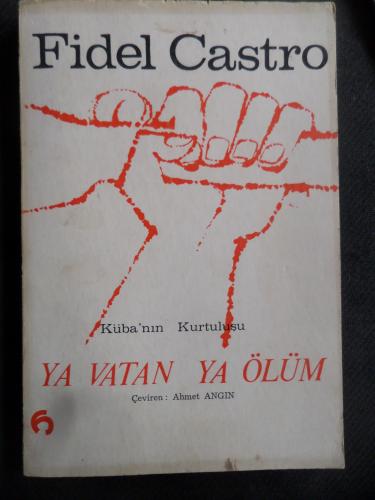 Fidel Castro
Küba'nın Kurtuluşu
YA VATAN YA ÖLÜM
Çeviren : Ahmet ANGIN